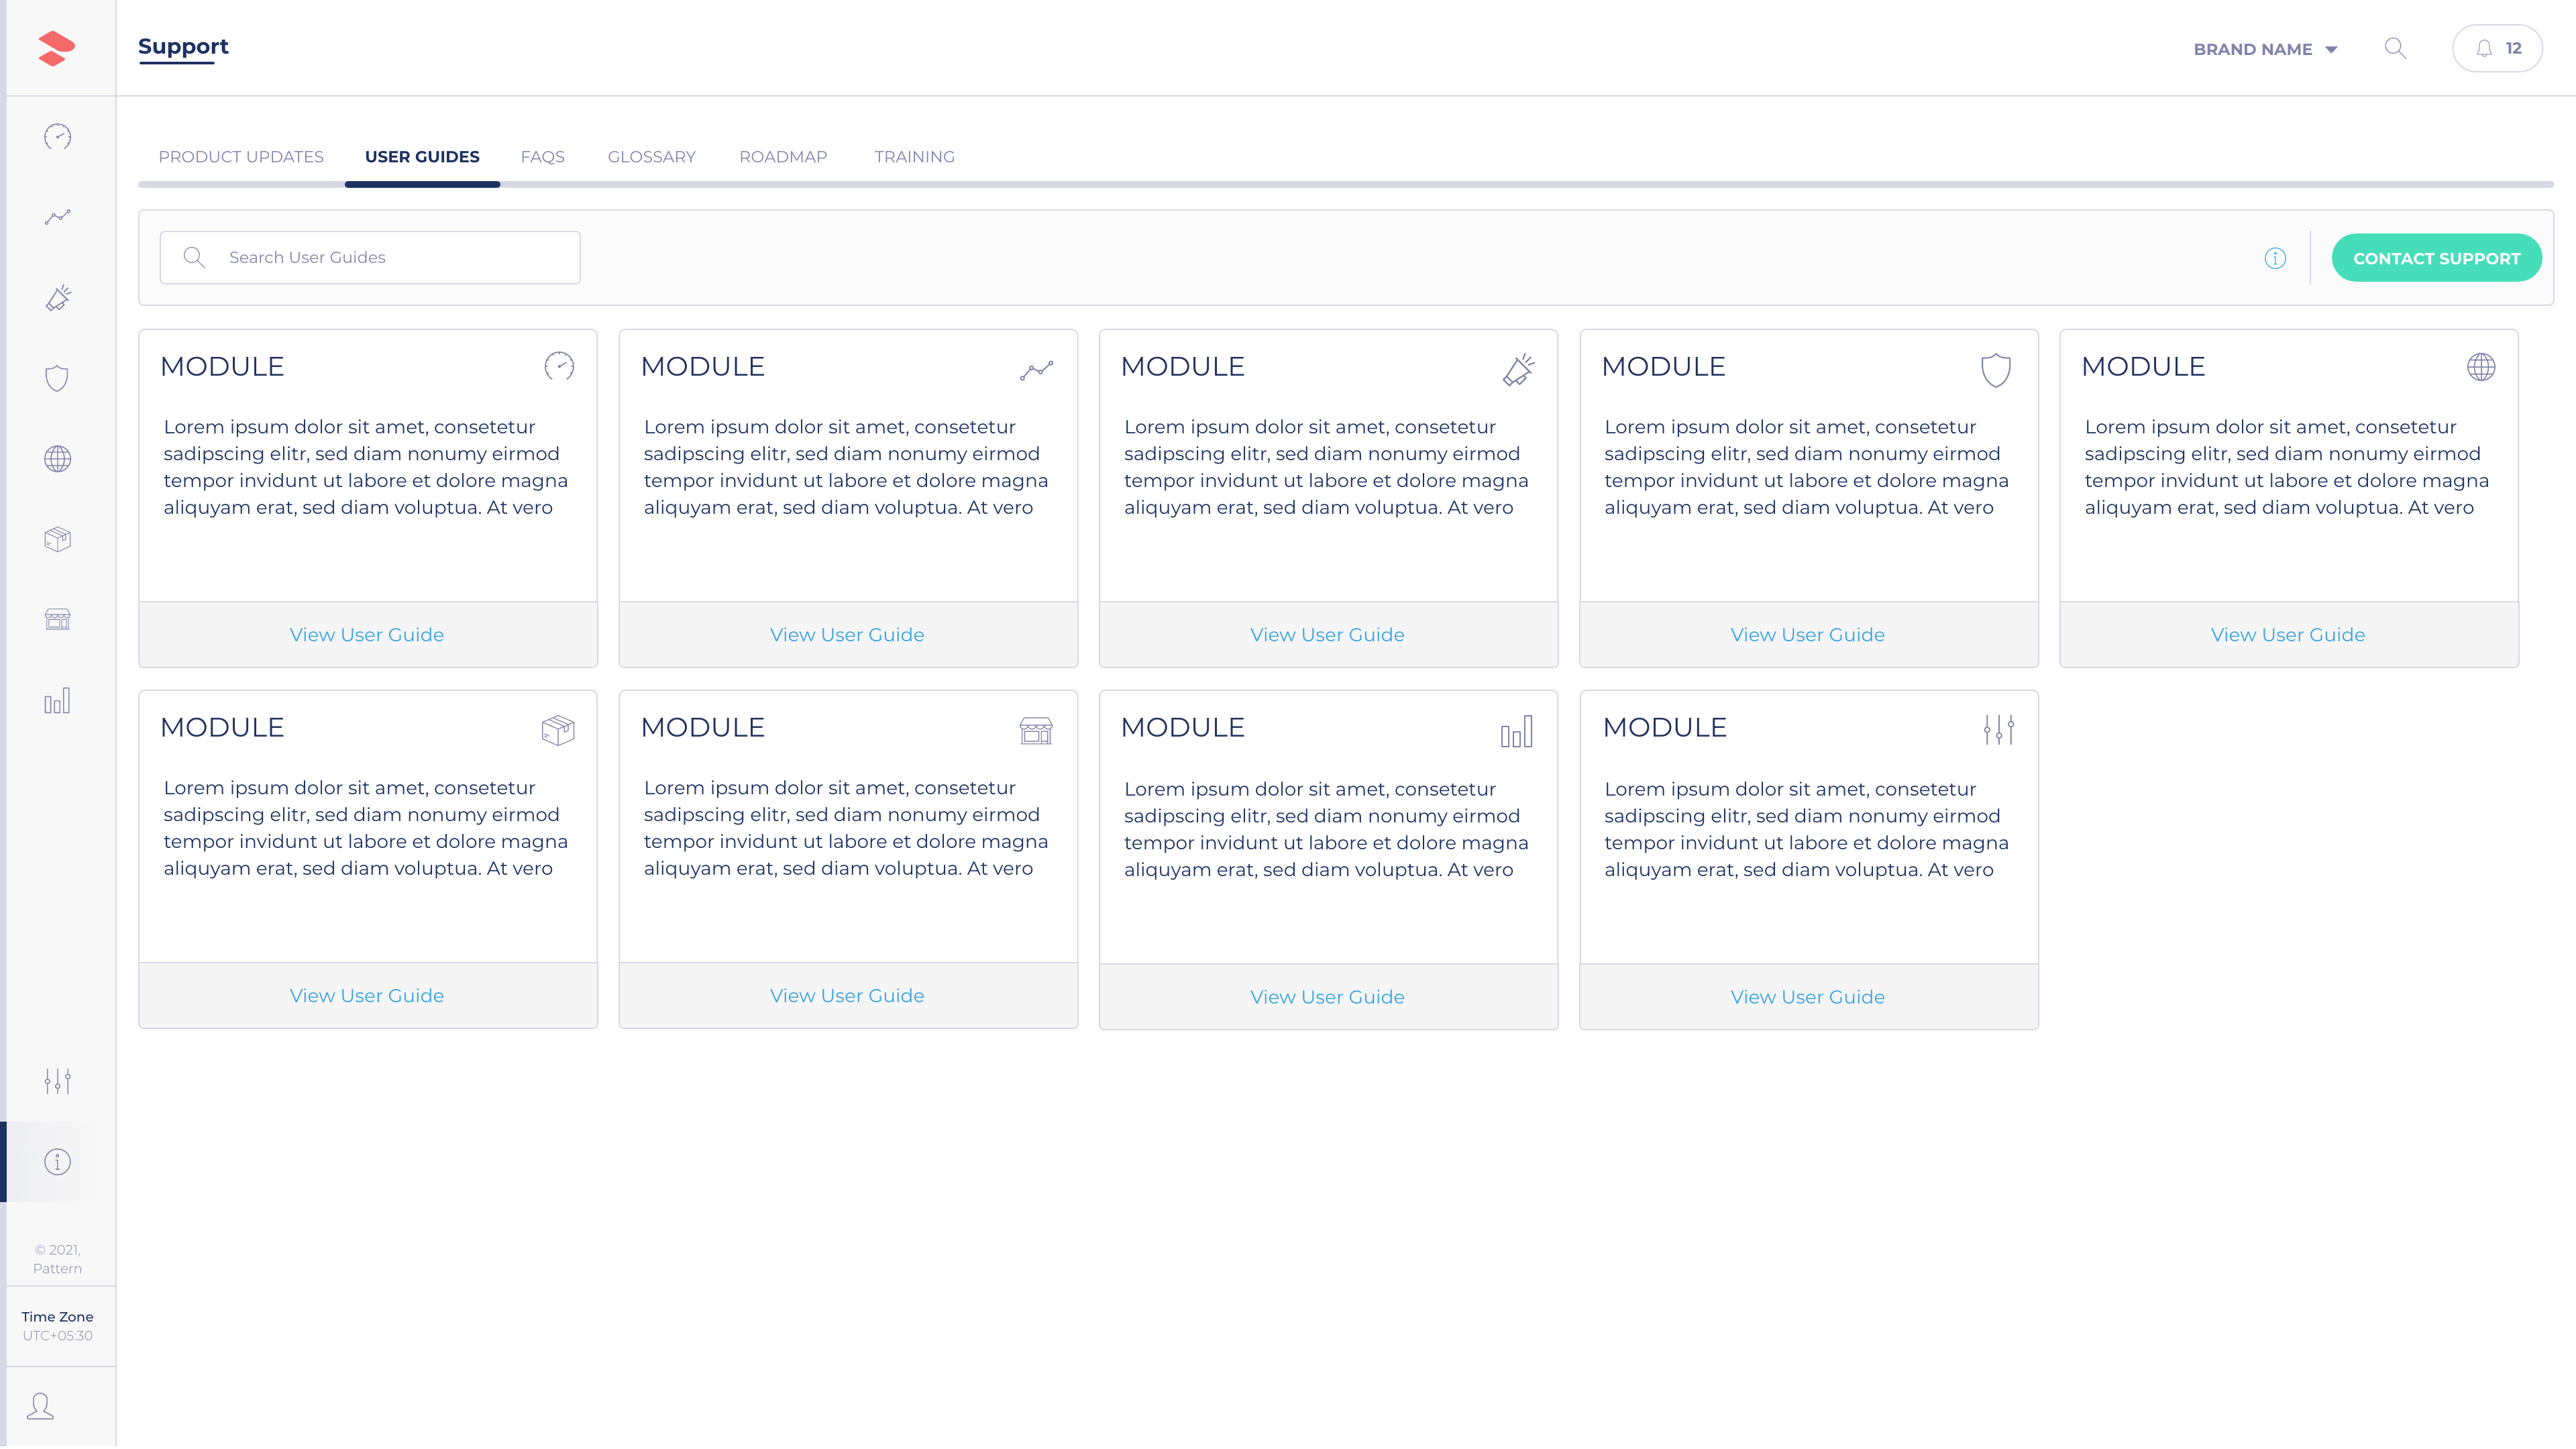 Support
BRAND NAME
12
PRODUCT UPDATES
USER GUIDES
FAQS
GLOSSARY
ROADMAP
TRAINING
Search User Guides
CONTACT SUPPORT
MODULE
Lorem ipsum dolor sit amet, consetetur
sadipscing elitr, sed diam nonumy eirmod
tempor invidunt ut labore et dolore magna
aliquyam erat, sed diam voluptua. At vero
View User Guide
MODULE
Lorem ipsum dolor sit amet, consetetur
sadipscing elitr, sed diam nonumy eirmod
tempor invidunt ut labore et dolore magna
aliquyam erat, sed diam voluptua. At vero
View User Guide
MODULE
Lorem ipsum dolor sit amet, consetetur
sadipscing elitr, sed diam nonumy eirmod
tempor invidunt ut labore et dolore magna
aliquyam erat, sed diam voluptua. At vero
View User Guide
MODULE
Lorem ipsum dolor sit amet, consetetur
sadipscing elitr, sed diam nonumy eirmod
tempor invidunt ut labore et dolore magna
aliquyam erat, sed diam voluptua. At vero
View User Guide
MODULE
Lorem ipsum dolor sit amet, consetetur
sadipscing elitr, sed diam nonumy eirmod
tempor invidunt ut labore et dolore magna
aliquyam erat, sed diam voluptua. At vero
View User Guide
MODULE
Lorem ipsum dolor sit amet, consetetur
sadipscing elitr, sed diam nonumy eirmod
tempor invidunt ut labore et dolore magna
aliquyam erat, sed diam voluptua. At vero
View User Guide
MODULE
Lorem ipsum dolor sit amet, consetetur
sadipscing elitr, sed diam nonumy eirmod
tempor invidunt ut labore et dolore magna
aliquyam erat, sed diam voluptua. At vero
View User Guide
MODULE
Lorem ipsum dolor sit amet, consetetur
sadipscing elitr, sed diam nonumy eirmod
tempor invidunt ut labore et dolore magna
aliquyam erat, sed diam voluptua. At vero
View User Guide
MODULE
Lorem ipsum dolor sit amet, consetetur
sadipscing elitr, sed diam nonumy eirmod
tempor invidunt ut labore et dolore magna
aliquyam erat, sed diam voluptua. At vero
View User Guide
© 2021,
Pattern
Time Zone
UTC+05:30